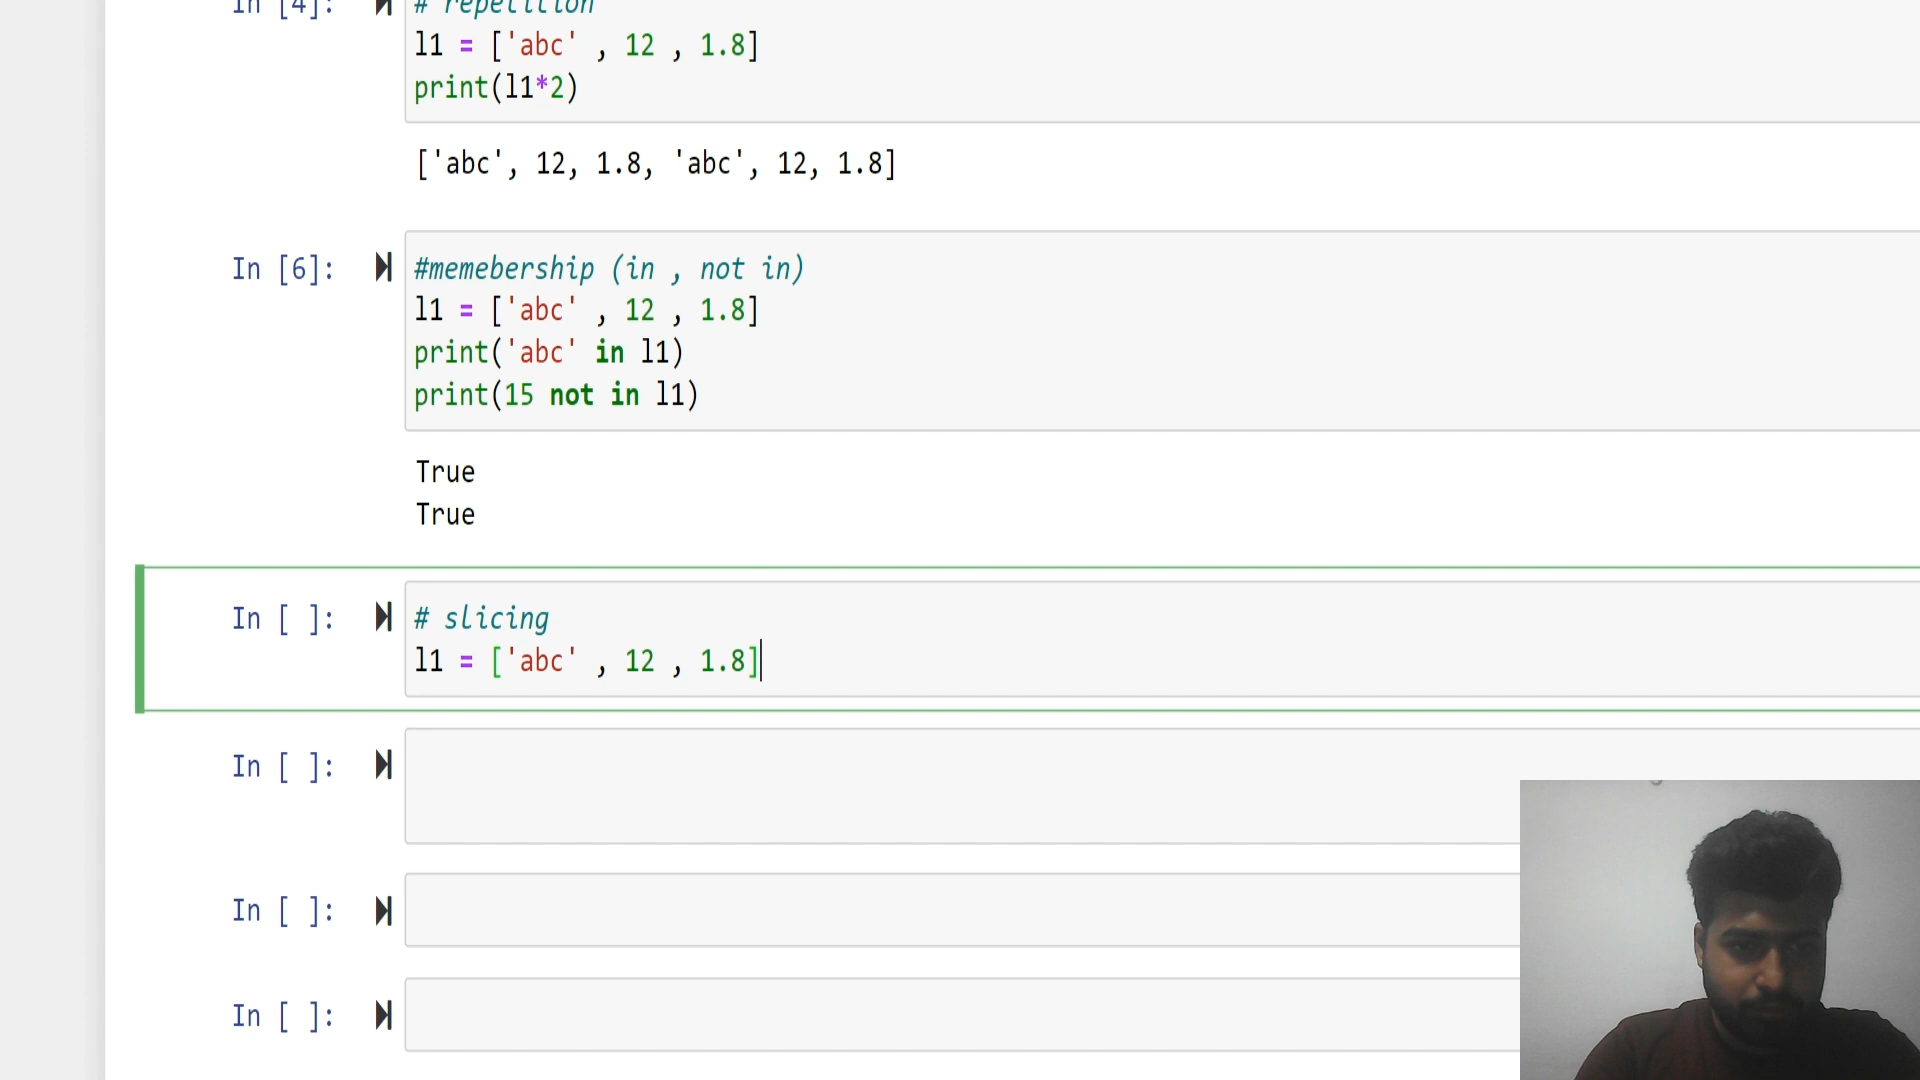 In [4]:
# repetition
l1 = ['abc' , 12 , 1.8]
print(l1*2)
['abc', 12, 1.8, 'abc', 12, 1.8]
In [6]:
#memebership (in , not in)
l1 = ['abc' , 12 , 1.8]
print('abc' in l1)
print(15 not in l1)
True
True
In [ ]:
# slicing
l1 = ['abc' , 12 , 1.8]
In [ ]:
In [ ]:
In [ ]: